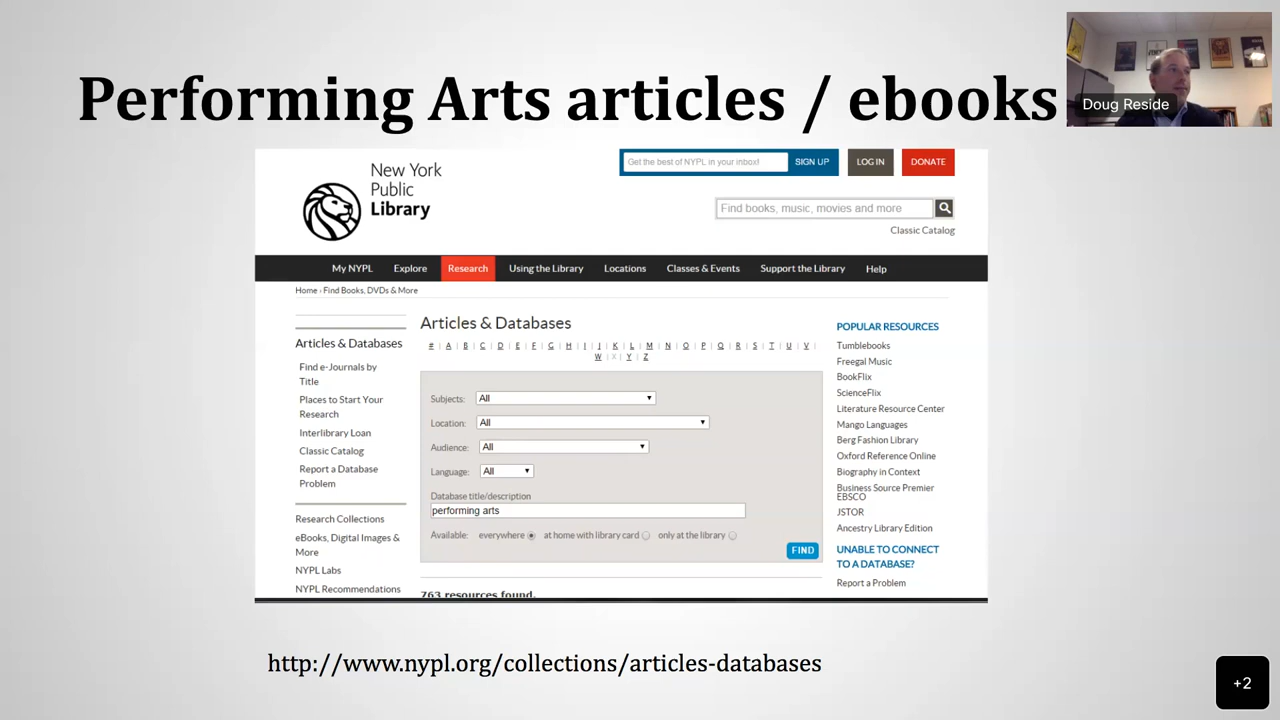 Performing Arts articles / ebooks
Doug Reside
New York
Public
Library
Get the best of NYPL in your inbox!
SIGN UP
LOG IN
DONATE
Find books, music, movies and more
Classic Catalog
My NYPL
Explore
Research
Using the Library
Locations
Classes & Events
Support the Library
Help
Home › Find Books, DVDs & More
Articles & Databases
Find e-Journals by
Title
Places to Start Your
Research
Interlibrary Loan
Classic Catalog
Report a Database
Problem
Research Collections
eBooks, Digital Images &
More
NYPL Labs
NYPL Recommendations
Articles & Databases
# | A | B | C | D | E | F | G | H | I | J | K | L | M | N | O | P | Q | R | S | T | U | V |
W | X | Y | Z
Subjects: All
Location: All
Audience: All
Language: All
Database title/description
performing arts
Available: everywhere at home with library card only at the library
FIND
763 resources found.
POPULAR RESOURCES
Tumblebooks
Freegal Music
BookFlix
ScienceFlix
Literature Resource Center
Mango Languages
Berg Fashion Library
Oxford Reference Online
Biography in Context
Business Source Premier
EBSCO
JSTOR
Ancestry Library Edition
UNABLE TO CONNECT
TO A DATABASE?
Report a Problem
http://www.nypl.org/collections/articles-databases
+2